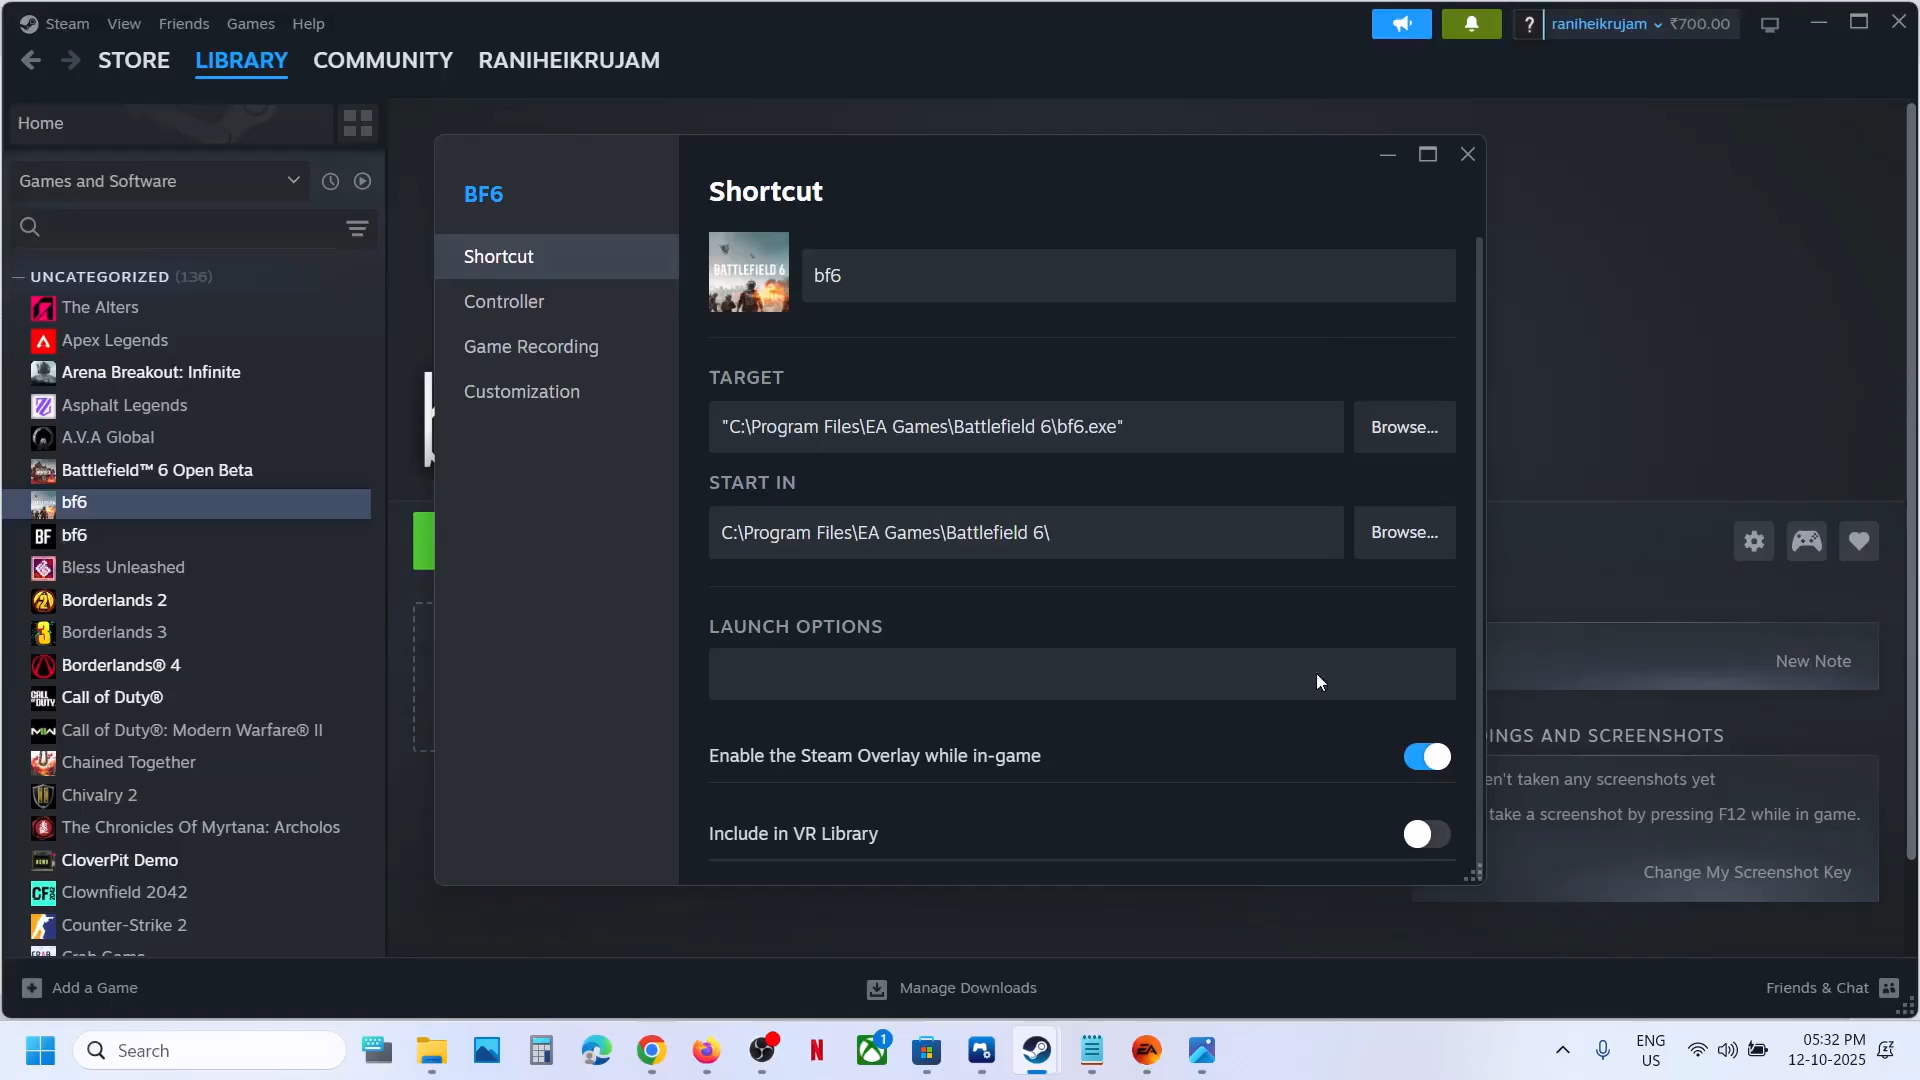 Steam View Friends Games Help
? raniheikrujam ₹700.00
STORE LIBRARY COMMUNITY RANIHEIKRUJAM
Home
Games and Software
UNCATEGORIZED (136)
The Alters
Apex Legends
Arena Breakout: Infinite
Asphalt Legends
A.V.A Global
Battlefield™ 6 Open Beta
bf6
BF bf6
Bless Unleashed
Borderlands 2
Borderlands 3
Borderlands® 4
Call of Duty®
Call of Duty®: Modern Warfare® II
Chained Together
Chivalry 2
The Chronicles Of Myrtana: Archolos
CloverPit Demo
Clownfield 2042
Counter-Strike 2
Crab Game
BF6
Shortcut
Controller
Game Recording
Customization
Shortcut
BATTLEFIELD 6
bf6
TARGET
"C:\Program Files\EA Games\Battlefield 6\bf6.exe"
Browse...
START IN
C:\Program Files\EA Games\Battlefield 6\
Browse...
LAUNCH OPTIONS
Enable the Steam Overlay while in-game
Include in VR Library
New Note
INGS AND SCREENSHOTS
en't taken any screenshots yet
take a screenshot by pressing F12 while in game.
Change My Screenshot Key
Add a Game
Manage Downloads
Friends & Chat
Search
1
EA
ENG
US
05:32 PM
12-10-2025